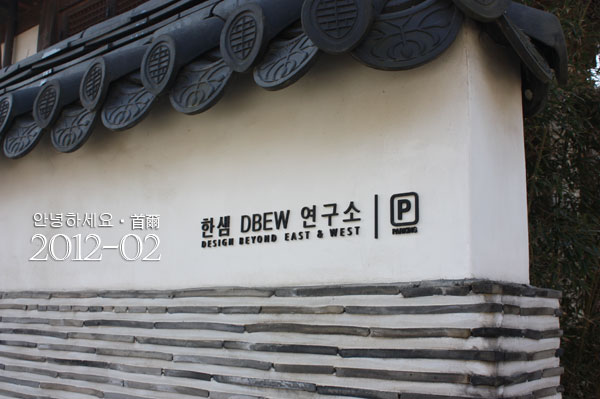 안녕하세요·首爾
2012-02
한샘 DBEW 연구소
DESIGN BEYOND EAST & WEST
P
PARKING